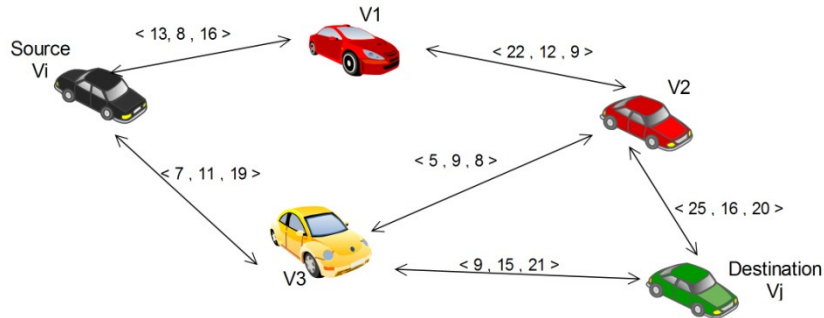 V1
< 13, 8 , 16 >
Source
Vi
< 22 , 12 , 9 >
V2
< 5 , 9 , 8 >
< 7 , 11 , 19 >
< 25 , 16 , 20 >
V3
< 9 , 15 , 21 >
Destination
Vj